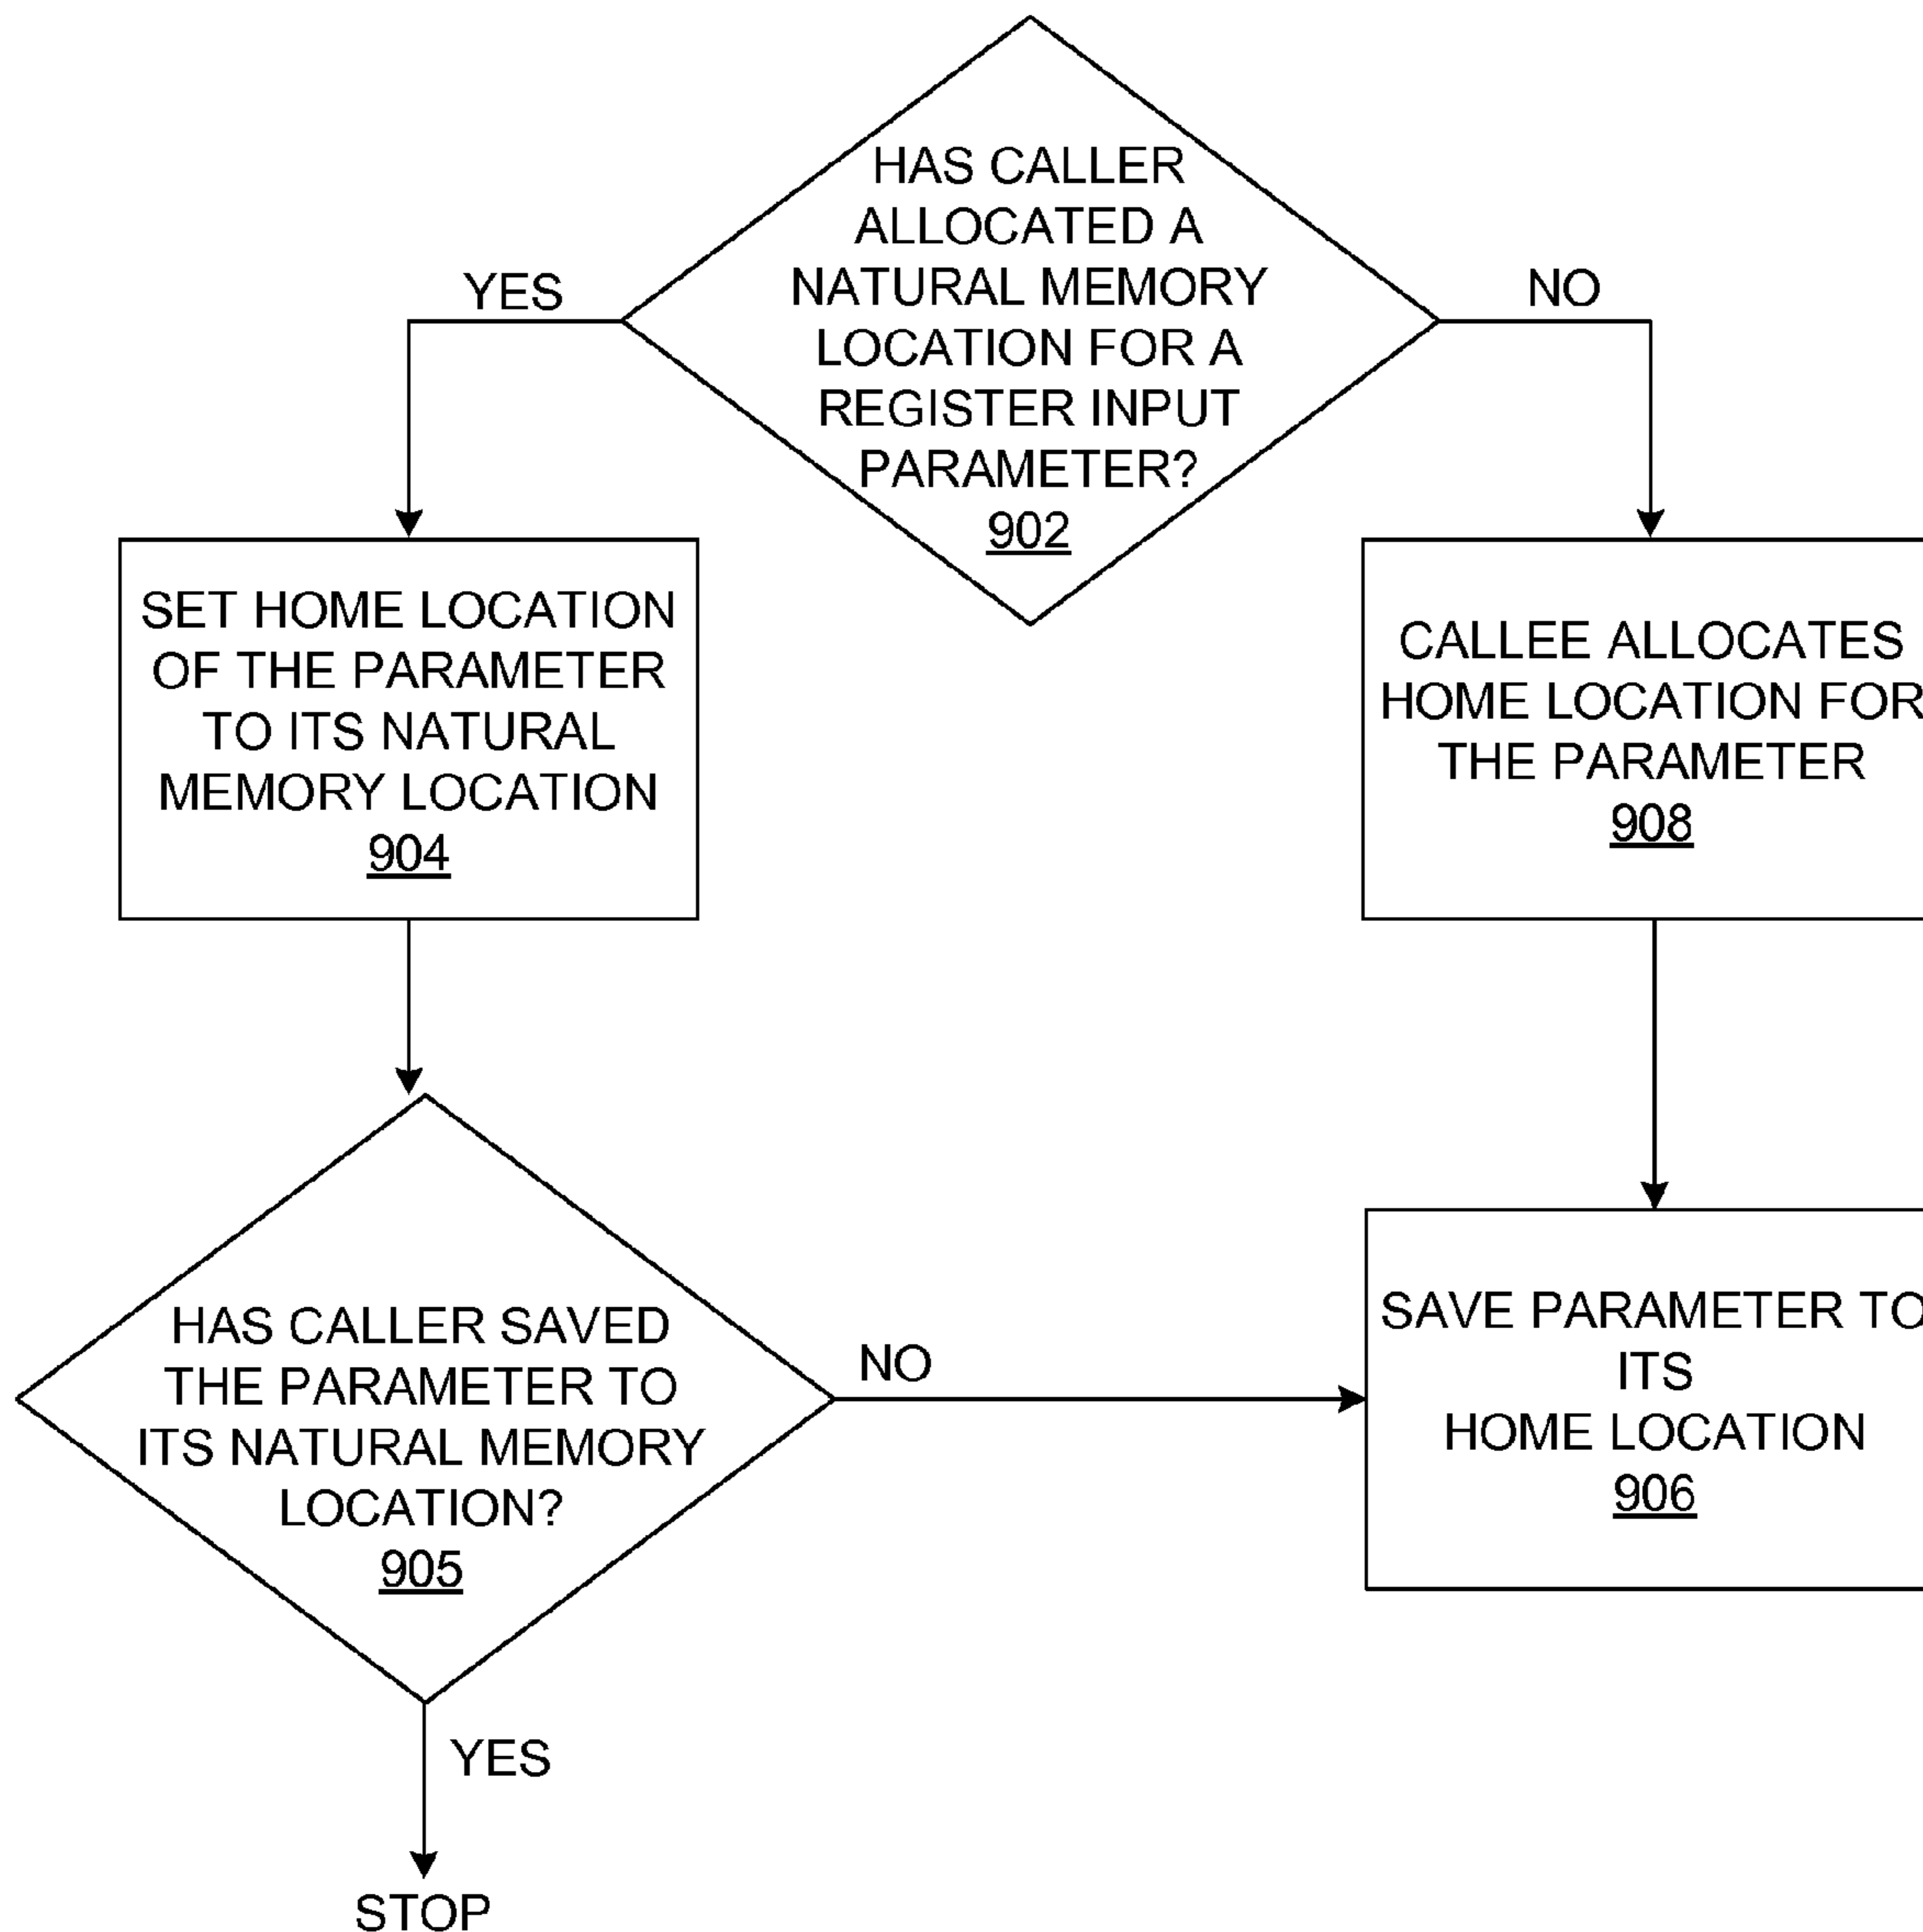 HAS CALLER
ALLOCATED A
NATURAL MEMORY
LOCATION FOR A
REGISTER INPUT
PARAMETER?
902
YES
NO
SET HOME LOCATION
OF THE PARAMETER
TO ITS NATURAL
MEMORY LOCATION
904
CALLEE ALLOCATES
HOME LOCATION FOR
THE PARAMETER
908
HAS CALLER SAVED
THE PARAMETER TO
ITS NATURAL MEMORY
LOCATION?
905
NO
SAVE PARAMETER TO
ITS
HOME LOCATION
906
YES
STOP